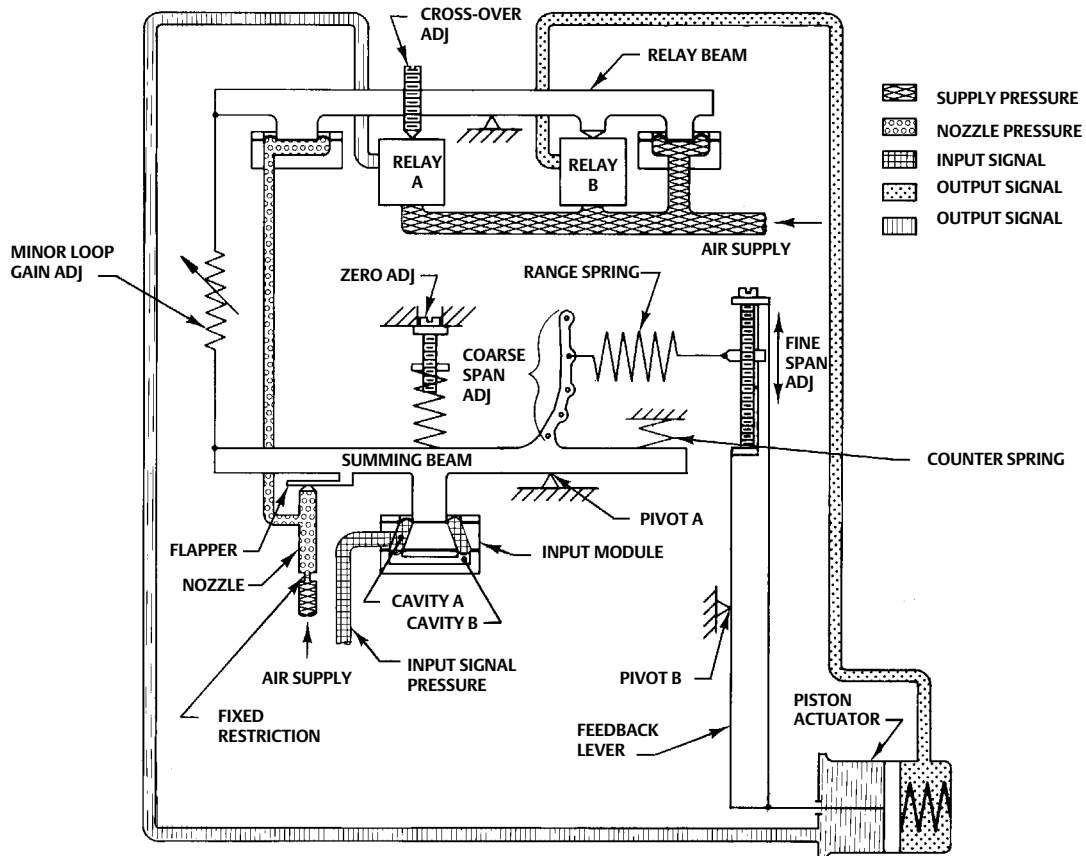 CROSS-OVER
ADJ
RELAY BEAM
SUPPLY PRESSURE
NOZZLE PRESSURE
INPUT SIGNAL
OUTPUT SIGNAL
OUTPUT SIGNAL
RELAY
A
RELAY
B
AIR SUPPLY
MINOR LOOP
GAIN ADJ
ZERO ADJ
RANGE SPRING
COARSE
SPAN
ADJ
FINE
SPAN
ADJ
SUMMING BEAM
COUNTER SPRING
PIVOT A
FLAPPER
INPUT MODULE
NOZZLE
CAVITY A
CAVITY B
AIR SUPPLY
INPUT SIGNAL
PRESSURE
PIVOT B
PISTON
ACTUATOR
FIXED
RESTRICTION
FEEDBACK
LEVER